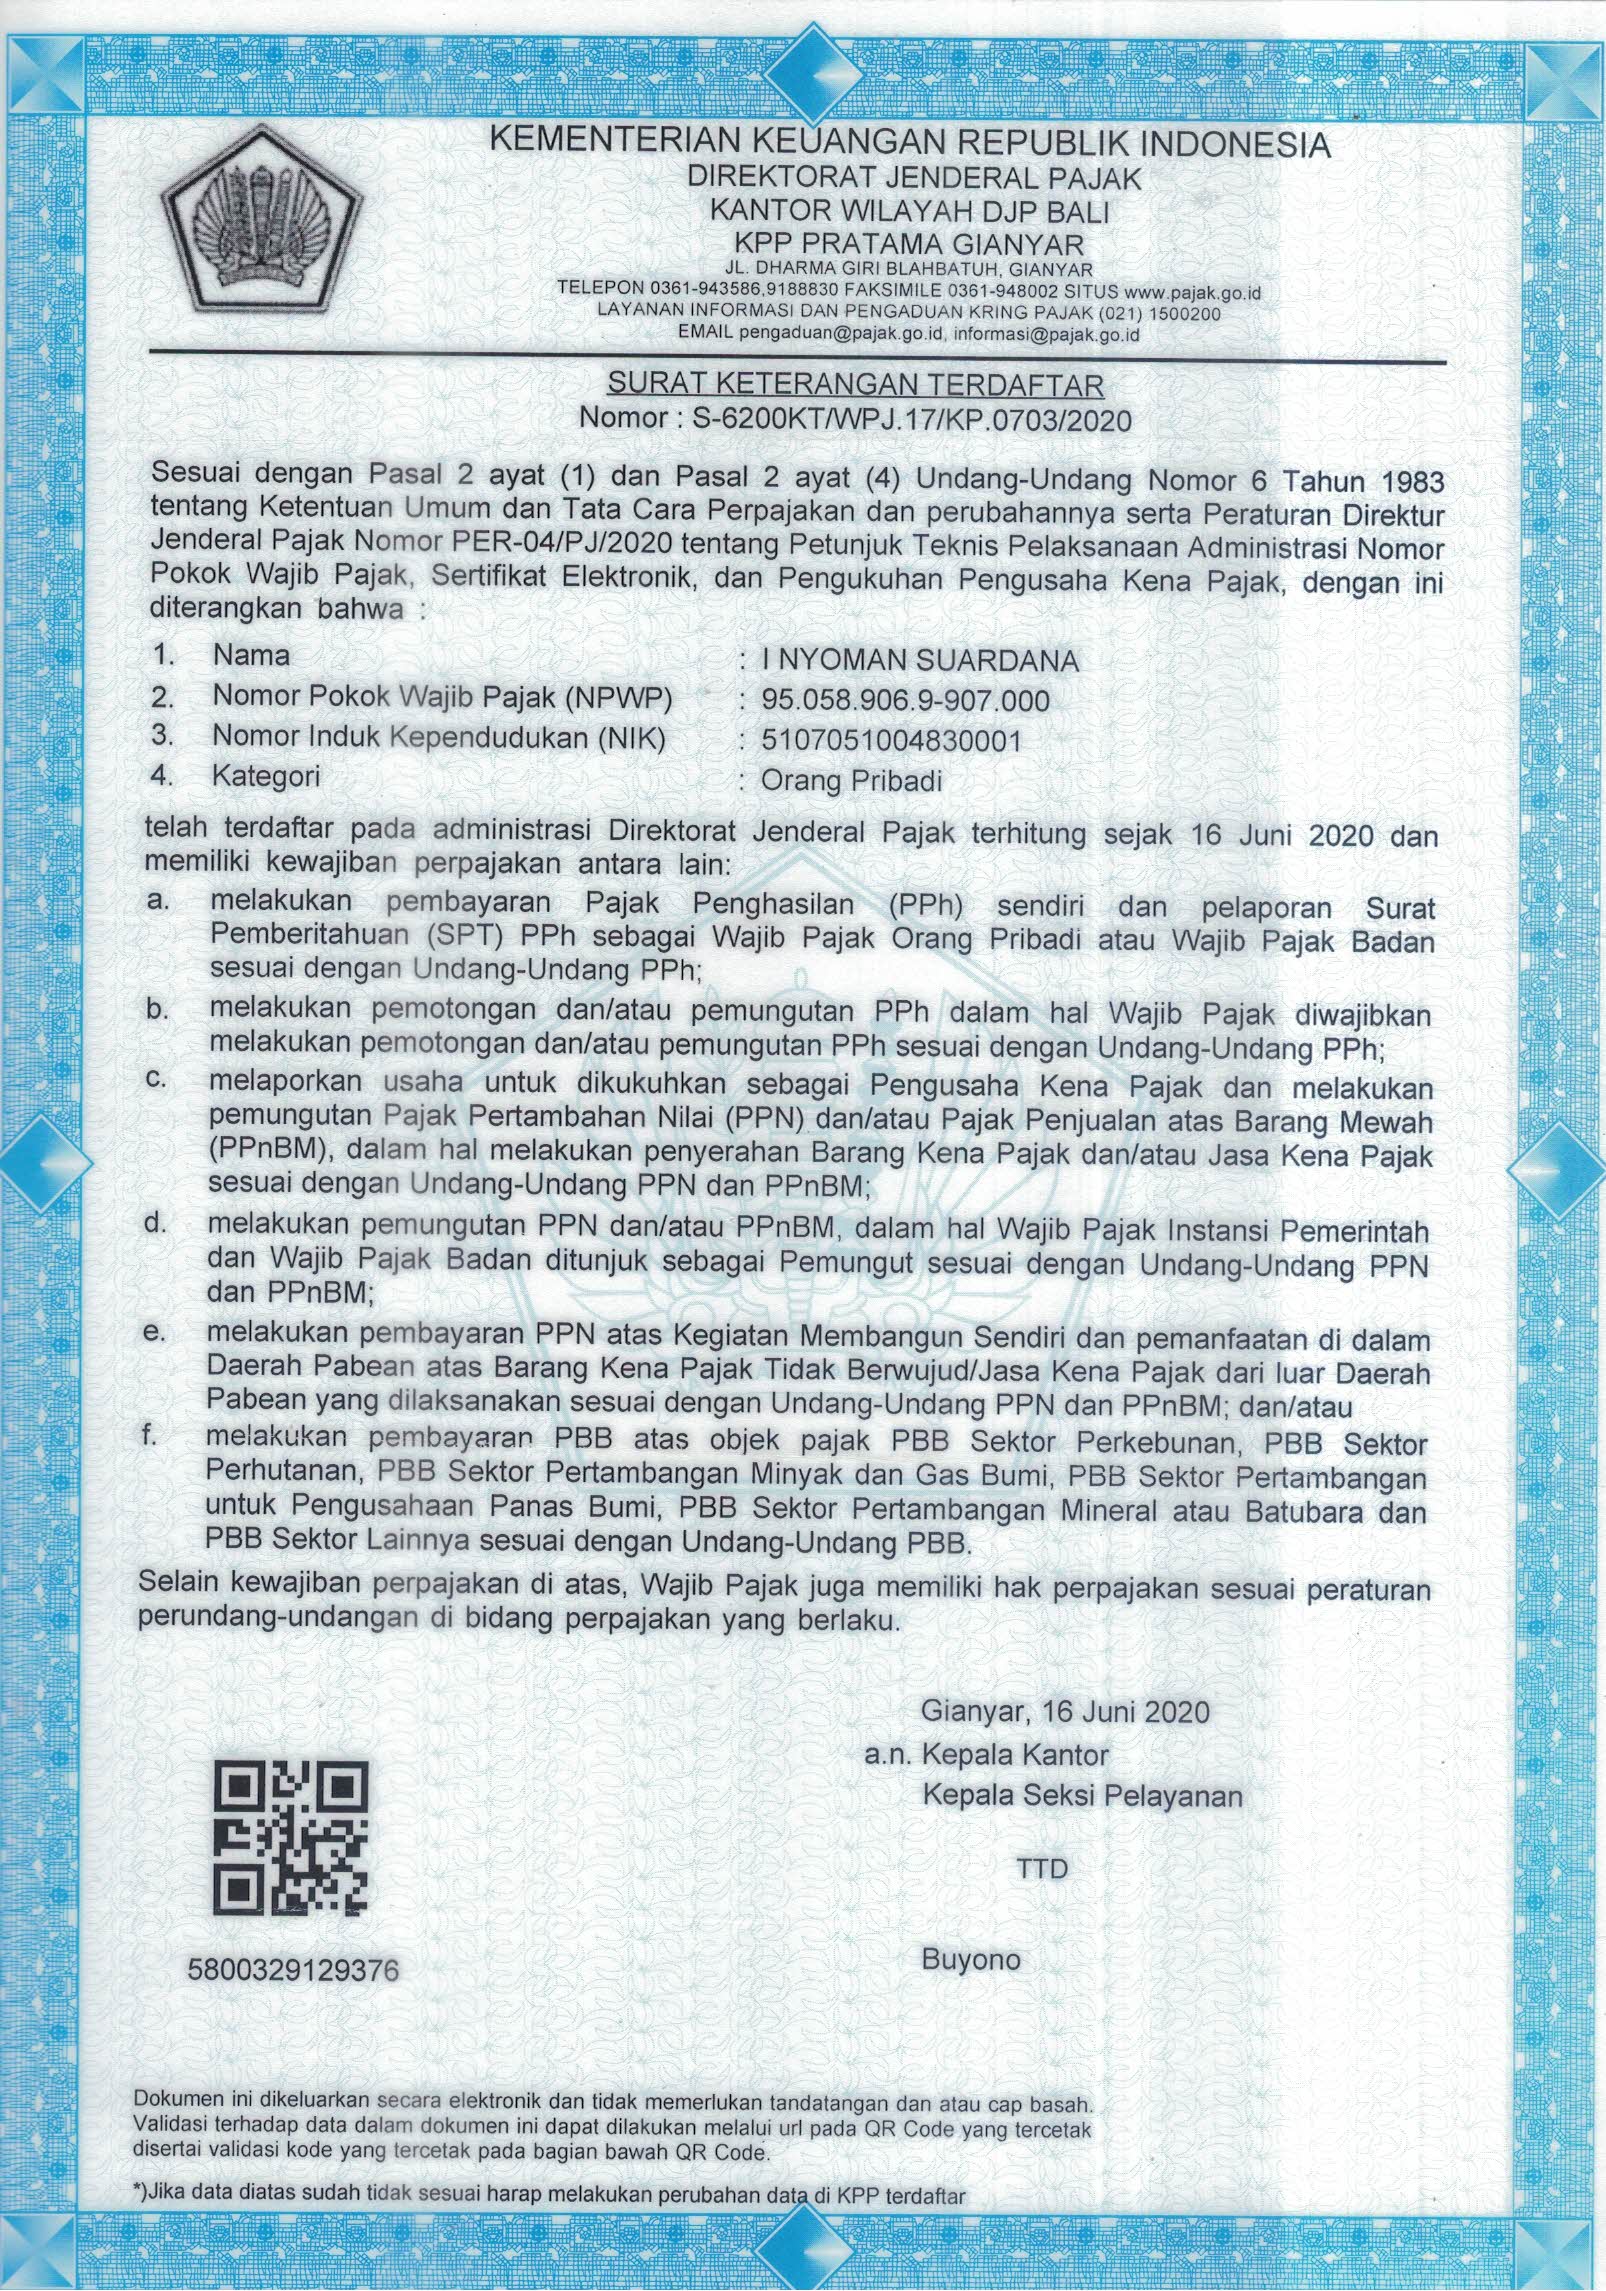 KEMENTERIAN KEUANGAN REPUBLIK INDONESIA
DIREKTORAT JENDERAL PAJAK
KANTOR WILAYAH DJP BALI
KPP PRATAMA GIANYAR
JL. DHARMA GIRI BLAHBATUH, GIANYAR
TELEPON 0361-943586,9188830 FAKSIMILE 0361-948002 SITUS www.pajak.go.id
LAYANAN INFORMASI DAN PENGADUAN KRING PAJAK (021) 1500200
EMAIL pengaduan@pajak.go.id, informasi@pajak.go.id
SURAT KETERANGAN TERDAFTAR
Nomor : S-6200KT/WPJ.17/KP.0703/2020
Sesuai dengan Pasal 2 ayat (1) dan Pasal 2 ayat (4) Undang-Undang Nomor 6 Tahun 1983
tentang Ketentuan Umum dan Tata Cara Perpajakan dan perubahannya serta Peraturan Direktur
Jenderal Pajak Nomor PER-04/PJ/2020 tentang Petunjuk Teknis Pelaksanaan Administrasi Nomor
Pokok Wajib Pajak, Sertifikat Elektronik, dan Pengukuhan Pengusaha Kena Pajak, dengan ini
diterangkan bahwa :
1. Nama : I NYOMAN SUARDANA
2. Nomor Pokok Wajib Pajak (NPWP) : 95.058.906.9-907.000
3. Nomor Induk Kependudukan (NIK) : 5107051004830001
4. Kategori : Orang Pribadi
telah terdaftar pada administrasi Direktorat Jenderal Pajak terhitung sejak 16 Juni 2020 dan
memiliki kewajiban perpajakan antara lain:
a. melakukan pembayaran Pajak Penghasilan (PPh) sendiri dan pelaporan Surat
Pemberitahuan (SPT) PPh sebagai Wajib Pajak Orang Pribadi atau Wajib Pajak Badan
sesuai dengan Undang-Undang PPh;
b. melakukan pemotongan dan/atau pemungutan PPh dalam hal Wajib Pajak diwajibkan
melakukan pemotongan dan/atau pemungutan PPh sesuai dengan Undang-Undang PPh;
c. melaporkan usaha untuk dikukuhkan sebagai Pengusaha Kena Pajak dan melakukan
pemungutan Pajak Pertambahan Nilai (PPN) dan/atau Pajak Penjualan atas Barang Mewah
(PPnBM), dalam hal melakukan penyerahan Barang Kena Pajak dan/atau Jasa Kena Pajak
sesuai dengan Undang-Undang PPN dan PPnBM;
d. melakukan pemungutan PPN dan/atau PPnBM, dalam hal Wajib Pajak Instansi Pemerintah
dan Wajib Pajak Badan ditunjuk sebagai Pemungut sesuai dengan Undang-Undang PPN
dan PPnBM;
e. melakukan pembayaran PPN atas Kegiatan Membangun Sendiri dan pemanfaatan di dalam
Daerah Pabean atas Barang Kena Pajak Tidak Berwujud/Jasa Kena Pajak dari luar Daerah
Pabean yang dilaksanakan sesuai dengan Undang-Undang PPN dan PPnBM; dan/atau
f. melakukan pembayaran PBB atas objek pajak PBB Sektor Perkebunan, PBB Sektor
Perhutanan, PBB Sektor Pertambangan Minyak dan Gas Bumi, PBB Sektor Pertambangan
untuk Pengusahaan Panas Bumi, PBB Sektor Pertambangan Mineral atau Batubara dan
PBB Sektor Lainnya sesuai dengan Undang-Undang PBB.
Selain kewajiban perpajakan di atas, Wajib Pajak juga memiliki hak perpajakan sesuai peraturan
perundang-undangan di bidang perpajakan yang berlaku.
Gianyar, 16 Juni 2020
a.n. Kepala Kantor
Kepala Seksi Pelayanan
TTD
Buyono
5800329129376
Dokumen ini dikeluarkan secara elektronik dan tidak memerlukan tandatangan dan atau cap basah.
Validasi terhadap data dalam dokumen ini dapat dilakukan melalui url pada QR Code yang tercetak
disertai validasi kode yang tercetak pada bagian bawah QR Code.
*)Jika data diatas sudah tidak sesuai harap melakukan perubahan data di KPP terdaftar